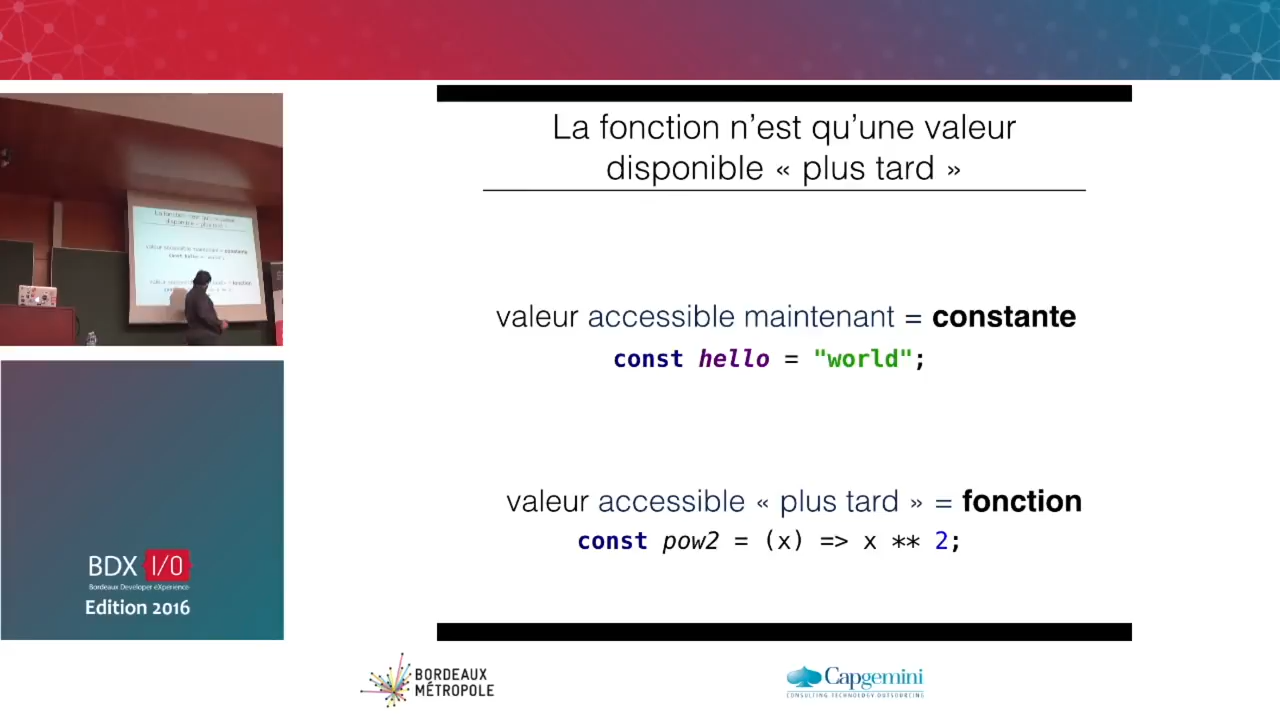 La fonction n'est qu'une valeur
disponible « plus tard »
valeur accessible maintenant = constante
const hello = "world";
valeur accessible « plus tard » = fonction
const pow2 = (x) => x ** 2;
BDX I/O
Bordeaux Developer eXperience
Edition 2016
BORDEAUX
MÉTROPOLE
Capgemini
CONSULTING.TECHNOLOGY.OUTSOURCING